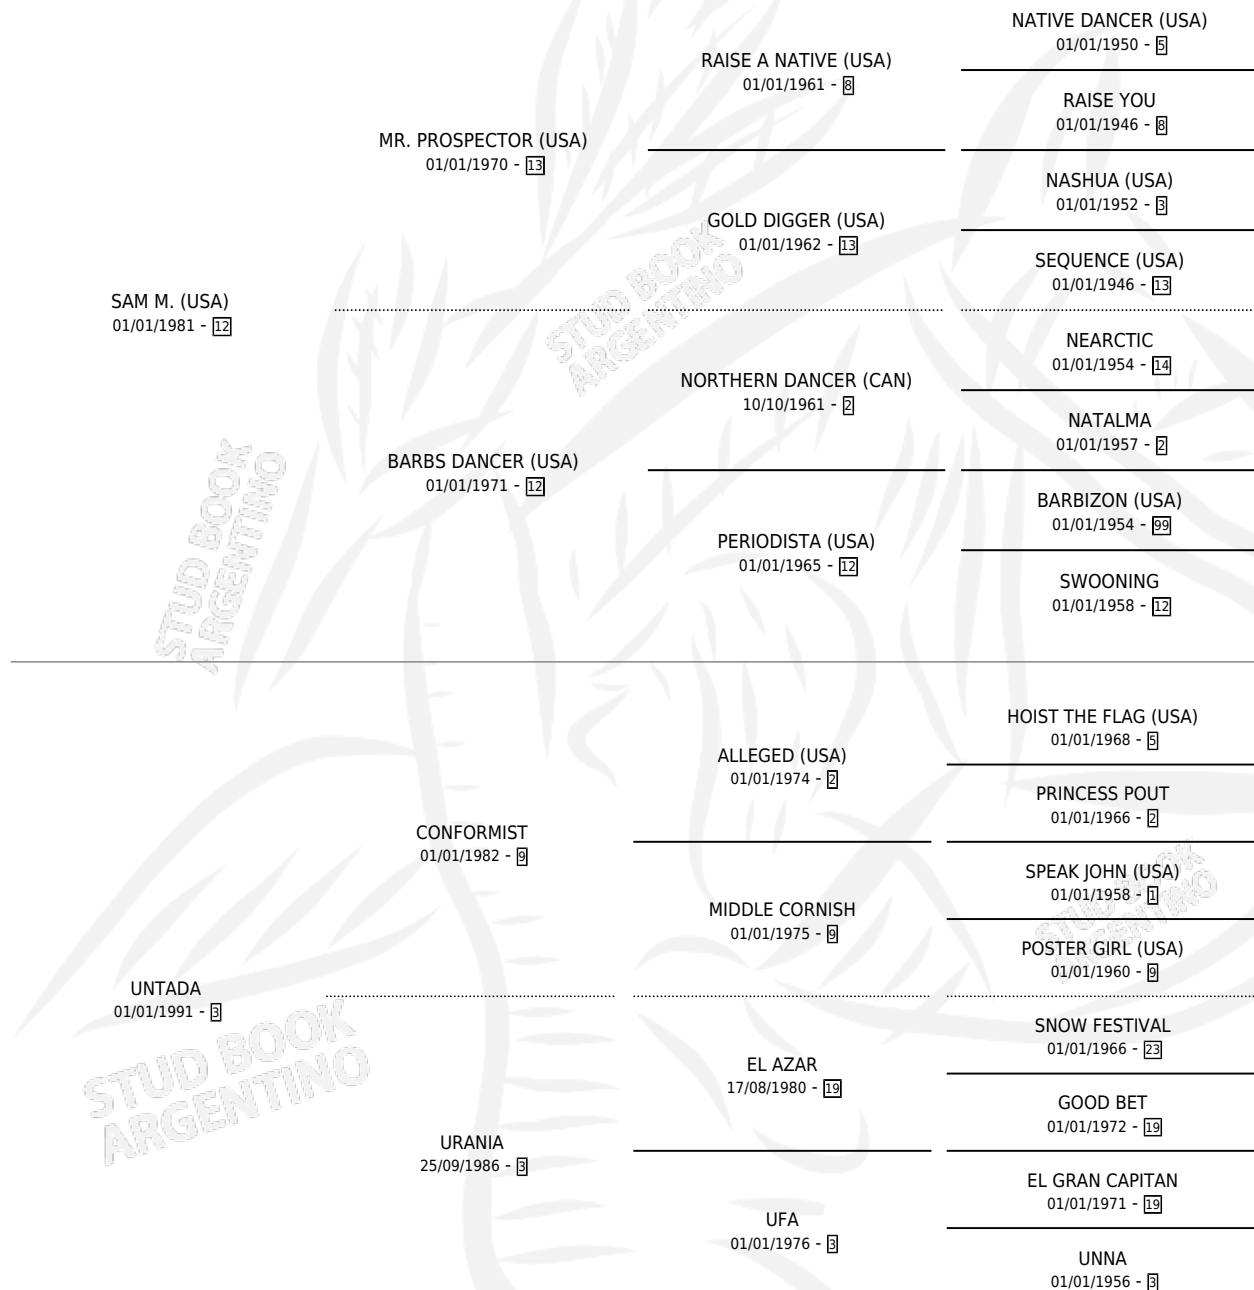 NATIVE DANCER (USA)
01/01/1950 - 5
RAISE A NATIVE (USA)
01/01/1961 - 8
RAISE YOU
01/01/1946 - 8
MR. PROSPECTOR (USA)
01/01/1970 - 13
NASHUA (USA)
01/01/1952 - 3
GOLD DIGGER (USA)
01/01/1962 - 13
SEQUENCE (USA)
01/01/1946 - 13
SAM M. (USA)
01/01/1981 - 12
NEARCTIC
01/01/1954 - 14
NORTHERN DANCER (CAN)
10/10/1961 - 2
NATALMA
01/01/1957 - 2
BARBS DANCER (USA)
01/01/1971 - 12
BARBIZON (USA)
01/01/1954 - 99
PERIODISTA (USA)
01/01/1965 - 12
SWOONING
01/01/1958 - 12
HOIST THE FLAG (USA)
01/01/1968 - 5
ALLEGED (USA)
01/01/1974 - 2
PRINCESS POUT
01/01/1966 - 2
CONFORMIST
01/01/1982 - 9
SPEAK JOHN (USA)
01/01/1958 - 1
MIDDLE CORNISH
01/01/1975 - 9
POSTER GIRL (USA)
01/01/1960 - 9
UNTADA
01/01/1991 - 3
SNOW FESTIVAL
01/01/1966 - 23
EL AZAR
17/08/1980 - 19
GOOD BET
01/01/1972 - 19
URANIA
25/09/1986 - 3
EL GRAN CAPITAN
01/01/1971 - 19
UFA
01/01/1976 - 3
UNNA
01/01/1956 - 3
STUD BOOK
ARGENTINO
STUD BOOK
ARGENTINO
STUD BOOK
ARGENTINO
STUD BOOK
ARGENTINO